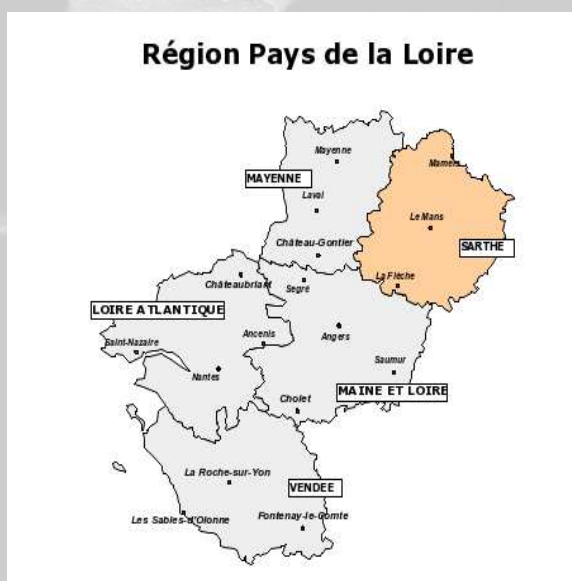 Région Pays de la Loire
Mayenne
Mamers
MAYENNE
Laval
Le Mans
Château-Gontier
SARTHE
La Flèche
Châteaubriant
Segré
LOIRE ATLANTIQUE
Ancenis
Angers
Saint-Nazaire
Saumur
Nantes
MAINE ET LOIRE
Cholet
La Roche-sur-Yon
VENDEE
Les Sables-d'Olonne
Fontenay-le-Comte